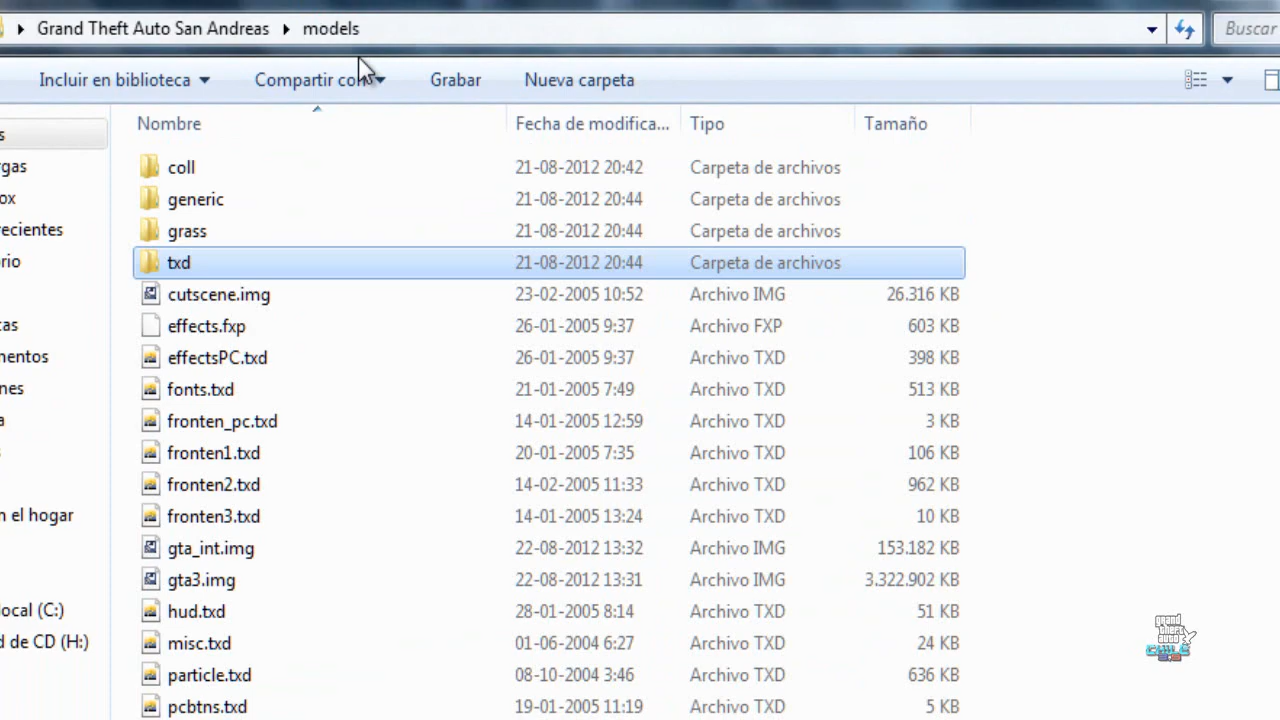 Grand Theft Auto San Andreas ▸ models Buscar
Incluir en biblioteca Compartir con Grabar Nueva carpeta
Nombre Fecha de modifica... Tipo Tamaño
s coll 21-08-2012 20:42 Carpeta de archivos
gas generic 21-08-2012 20:44 Carpeta de archivos
ox grass 21-08-2012 20:44 Carpeta de archivos
recientes txd 21-08-2012 20:44 Carpeta de archivos
rio cutscene.img 23-02-2005 10:52 Archivo IMG 26.316 KB
effects.fxp 26-01-2005 9:37 Archivo FXP 603 KB
as effectsPC.txd 26-01-2005 9:37 Archivo TXD 398 KB
mentos fonts.txd 21-01-2005 7:49 Archivo TXD 513 KB
nes fronten_pc.txd 14-01-2005 12:59 Archivo TXD 3 KB
a fronten1.txd 20-01-2005 7:35 Archivo TXD 106 KB
s fronten2.txd 14-02-2005 11:33 Archivo TXD 962 KB
n el hogar fronten3.txd 14-01-2005 13:24 Archivo TXD 10 KB
gta_int.img 22-08-2012 13:32 Archivo IMG 153.182 KB
gta3.img 22-08-2012 13:31 Archivo IMG 3.322.902 KB
ocal (C:) hud.txd 28-01-2005 8:14 Archivo TXD 51 KB
d de CD (H:) misc.txd 01-06-2004 6:27 Archivo TXD 24 KB
particle.txd 08-10-2004 3:46 Archivo TXD 636 KB
pcbtns.txd 19-01-2005 11:19 Archivo TXD 5 KB
grand
theft
auto
CHILE